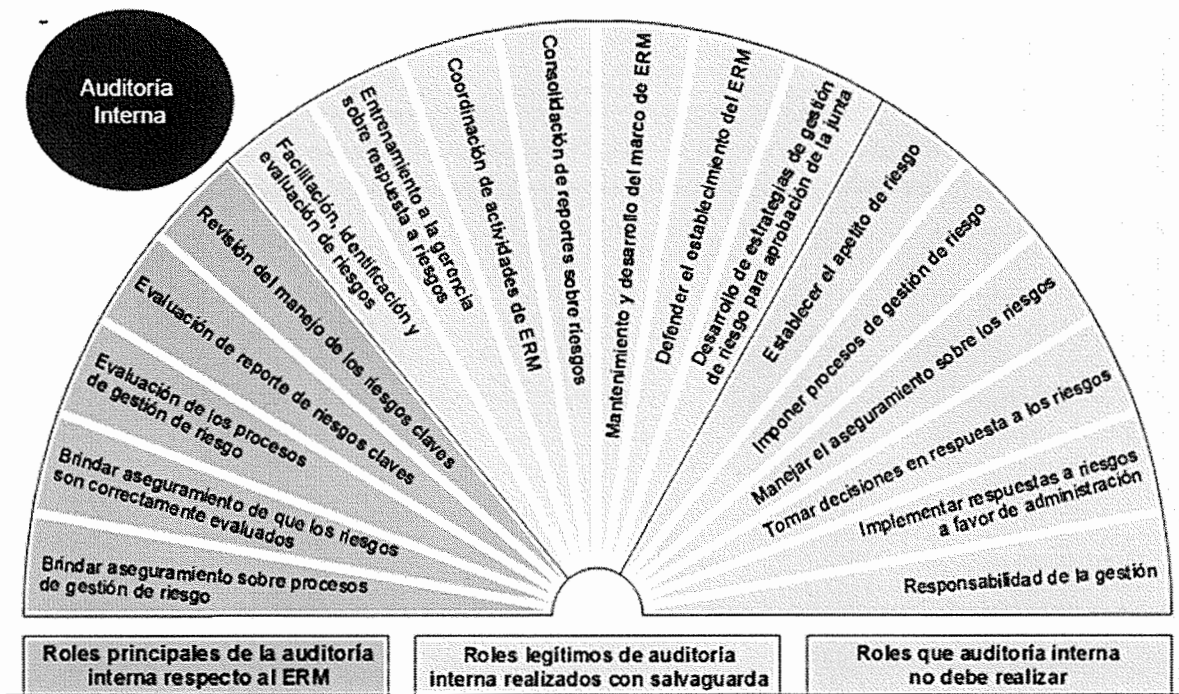 Auditoría
Interna
Brindar aseguramiento sobre procesos
de gestión de riesgo
Brindar aseguramiento de que los riesgos
son correctamente evaluados
Evaluación de los procesos
de gestión de riesgo
Evaluación de reporte de riesgos claves
Revisión del manejo de los riesgos claves
Facilitación, identificación y
evaluación de riesgos
Entrenamiento a la gerencia
sobre respuesta a riesgos
Coordinación de actividades de ERM
Consolidación de reportes sobre riesgos
Mantenimiento y desarrollo del marco de ERM
Defender el establecimiento del ERM
Desarrollo de estrategias de gestión
de riesgo para aprobación de la junta
Establecer el apetito de riesgo
Imponer procesos de gestión de riesgo
Manejar el aseguramiento sobre los riesgos
Tomar decisiones en respuesta a los riesgos
Implementar respuestas a riesgos
a favor de administración
Responsabilidad de la gestión
Roles principales de la auditoría
interna respecto al ERM
Roles legítimos de auditoría
interna realizados con salvaguarda
Roles que auditoría interna
no debe realizar